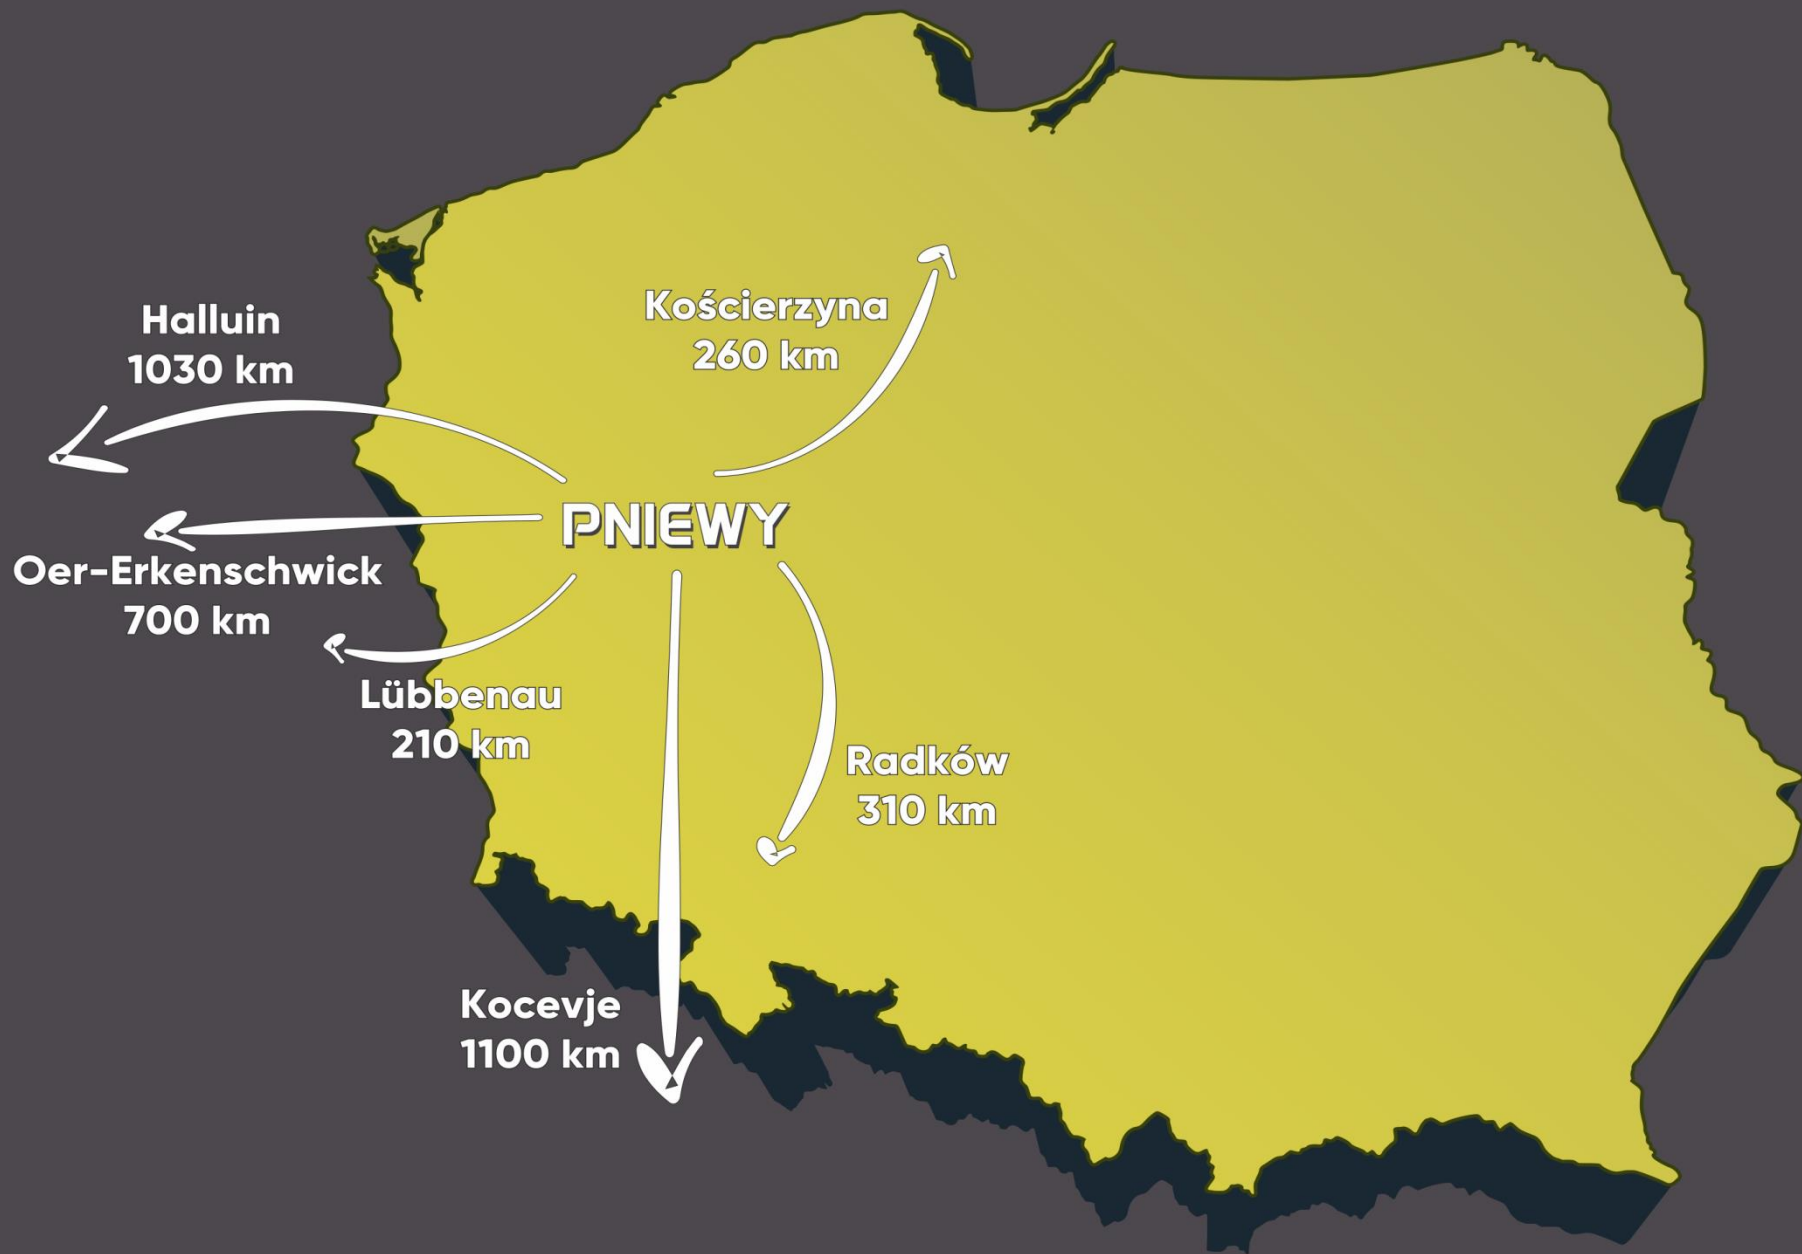 Halluin
1030 km
Kościerzyna
260 km
PNIEWY
Oer-Erkenschwick
700 km
Lübbenau
210 km
Radków
310 km
Kocevje
1100 km